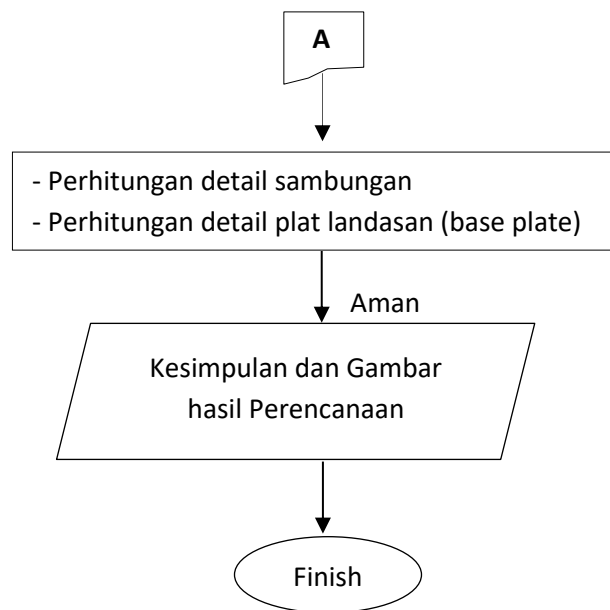 A
- Perhitungan detail sambungan
- Perhitungan detail plat landasan (base plate)
Aman
Kesimpulan dan Gambar
hasil Perencanaan
Finish